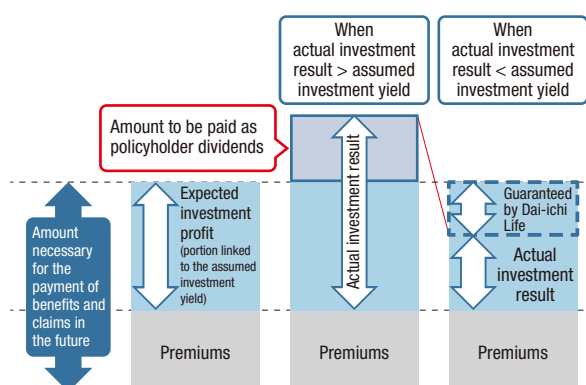 When
actual investment
result > assumed
investment yield
When
actual investment
result < assumed
investment yield
Amount to be paid as
policyholder dividends
Amount
necessary
for the
payment of
benefits and
claims in
the future
Expected
investment
profit
(portion linked to
the assumed
investment
yield)
Actual investment result
Guaranteed
by Dai-ichi
Life
Actual
investment
result
Premiums
Premiums
Premiums